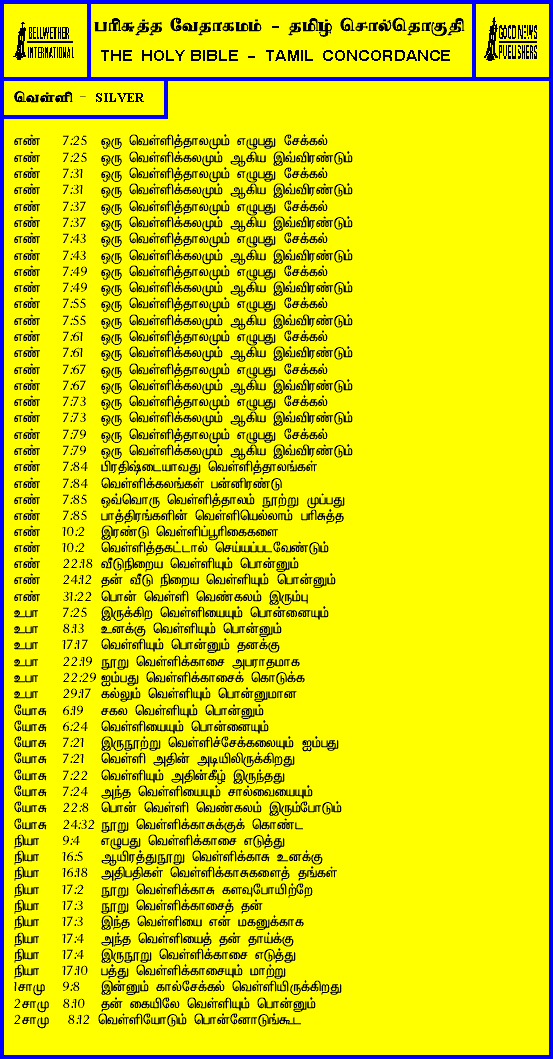 BELLWETHER
INTERNATIONAL
பரிசுத்த வேதாகமம் - தமிழ் சொல்தொகுதி
THE HOLY BIBLE - TAMIL CONCORDANCE
GOOD NEWS
PUBLISHERS
வெள்ளி - SILVER
எண் 7:25 ஒரு வெள்ளித்தாலமும் எழுபது சேக்கல்
எண் 7:25 ஒரு வெள்ளிக்கலமும் ஆகிய இவ்விரண்டும்
எண் 7:31 ஒரு வெள்ளித்தாலமும் எழுபது சேக்கல்
எண் 7:31 ஒரு வெள்ளிக்கலமும் ஆகிய இவ்விரண்டும்
எண் 7:37 ஒரு வெள்ளித்தாலமும் எழுபது சேக்கல்
எண் 7:37 ஒரு வெள்ளிக்கலமும் ஆகிய இவ்விரண்டும்
எண் 7:43 ஒரு வெள்ளித்தாலமும் எழுபது சேக்கல்
எண் 7:43 ஒரு வெள்ளிக்கலமும் ஆகிய இவ்விரண்டும்
எண் 7:49 ஒரு வெள்ளித்தாலமும் எழுபது சேக்கல்
எண் 7:49 ஒரு வெள்ளிக்கலமும் ஆகிய இவ்விரண்டும்
எண் 7:55 ஒரு வெள்ளித்தாலமும் எழுபது சேக்கல்
எண் 7:55 ஒரு வெள்ளிக்கலமும் ஆகிய இவ்விரண்டும்
எண் 7:61 ஒரு வெள்ளித்தாலமும் எழுபது சேக்கல்
எண் 7:61 ஒரு வெள்ளிக்கலமும் ஆகிய இவ்விரண்டும்
எண் 7:67 ஒரு வெள்ளித்தாலமும் எழுபது சேக்கல்
எண் 7:67 ஒரு வெள்ளிக்கலமும் ஆகிய இவ்விரண்டும்
எண் 7:73 ஒரு வெள்ளித்தாலமும் எழுபது சேக்கல்
எண் 7:73 ஒரு வெள்ளிக்கலமும் ஆகிய இவ்விரண்டும்
எண் 7:79 ஒரு வெள்ளித்தாலமும் எழுபது சேக்கல்
எண் 7:79 ஒரு வெள்ளிக்கலமும் ஆகிய இவ்விரண்டும்
எண் 7:84 பிரதிஷ்டையாவது வெள்ளித்தாலங்கள்
எண் 7:84 வெள்ளிக்கலங்கள் பன்னிரண்டு
எண் 7:85 ஒவ்வொரு வெள்ளித்தாலம் நூற்று முப்பது
எண் 7:85 பாத்திரங்களின் வெள்ளியெல்லாம் பரிசுத்த
எண் 10:2 இரண்டு வெள்ளிப்பூரிகைகளை
எண் 10:2 வெள்ளித்தகட்டால் செய்யப்படவேண்டும்
எண் 22:18 வீடுநிறைய வெள்ளியும் பொன்னும்
எண் 24:12 தன் வீடு நிறைய வெள்ளியும் பொன்னும்
எண் 31:22 பொன் வெள்ளி வெண்கலம் இரும்பு
உபா 7:25 இருக்கிற வெள்ளியையும் பொன்னையும்
உபா 8:13 உனக்கு வெள்ளியும் பொன்னும்
உபா 17:17 வெள்ளியும் பொன்னும் தனக்கு
உபா 22:19 நூறு வெள்ளிக்காசை அபராதமாக
உபா 22:29 ஐம்பது வெள்ளிக்காசைக் கொடுக்க
உபா 29:17 கல்லும் வெள்ளியும் பொன்னுமான
யோசு 6:19 சகல வெள்ளியும் பொன்னும்
யோசு 6:24 வெள்ளியையும் பொன்னையும்
யோசு 7:21 இருநூற்று வெள்ளிச்சேக்கலையும் ஐம்பது
யோசு 7:21 வெள்ளி அதின் அடியிலிருக்கிறது
யோசு 7:22 வெள்ளியும் அதின்கீழ் இருந்தது
யோசு 7:24 அந்த வெள்ளியையும் சால்வையையும்
யோசு 22:8 பொன் வெள்ளி வெண்கலம் இரும்போடும்
யோசு 24:32 நூறு வெள்ளிக்காசுக்குக் கொண்ட
நியா 9:4 எழுபது வெள்ளிக்காசை எடுத்து
நியா 16:5 ஆயிரத்துநூறு வெள்ளிக்காசு உனக்கு
நியா 16:18 அதிபதிகள் வெள்ளிக்காசுகளைத் தங்கள்
நியா 17:2 நூறு வெள்ளிக்காசு களவுபோயிற்றே
நியா 17:3 நூறு வெள்ளிக்காசைத் தன்
நியா 17:3 இந்த வெள்ளியை என் மகனுக்காக
நியா 17:4 அந்த வெள்ளியைத் தன் தாய்க்கு
நியா 17:4 இருநூறு வெள்ளிக்காசை எடுத்து
நியா 17:10 பத்து வெள்ளிக்காசையும் மாற்று
1சாமு 9:8 இன்னும் கால்சேக்கல் வெள்ளியிருக்கிறது
2சாமு 8:10 தன் கையிலே வெள்ளியும் பொன்னும்
2சாமு 8:12 வெள்ளியோடும் பொன்னோடுங்கூட